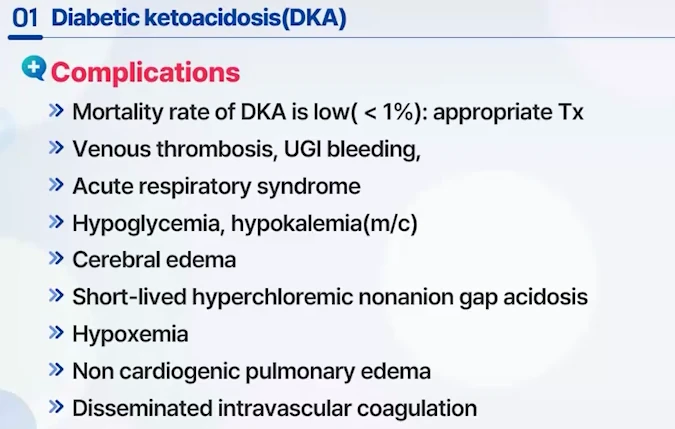 01 Diabetic ketoacidosis(DKA)
Complications
Mortality rate of DKA is low( < 1%): appropriate Tx
Venous thrombosis, UGI bleeding,
Acute respiratory syndrome
Hypoglycemia, hypokalemia(m/c)
Cerebral edema
Short-lived hyperchloremic nonanion gap acidosis
Hypoxemia
Non cardiogenic pulmonary edema
Disseminated intravascular coagulation